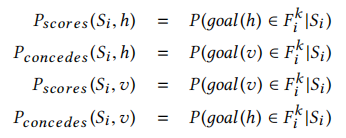 P_{scores}(S_i, h) = P(goal(h) ∈ F_i^k | S_i)
P_{concedes}(S_i, h) = P(goal(v) ∈ F_i^k | S_i)
P_{scores}(S_i, v) = P(goal(v) ∈ F_i^k | S_i)
P_{concedes}(S_i, v) = P(goal(h) ∈ F_i^k | S_i)